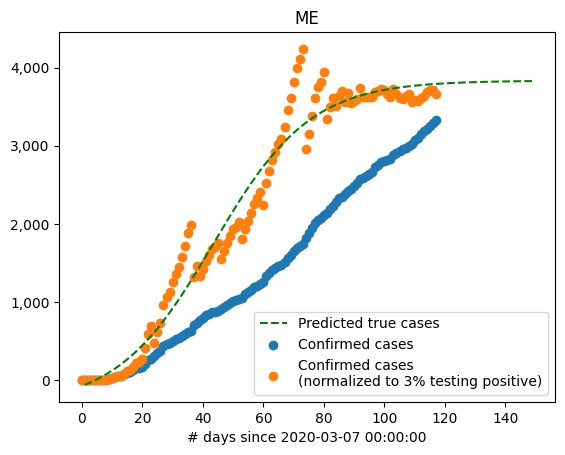 ME
4,000
3,000
2,000
1,000
0
Predicted true cases
Confirmed cases
Confirmed cases
(normalized to 3% testing positive)
0 20 40 60 80 100 120 140
# days since 2020-03-07 00:00:00